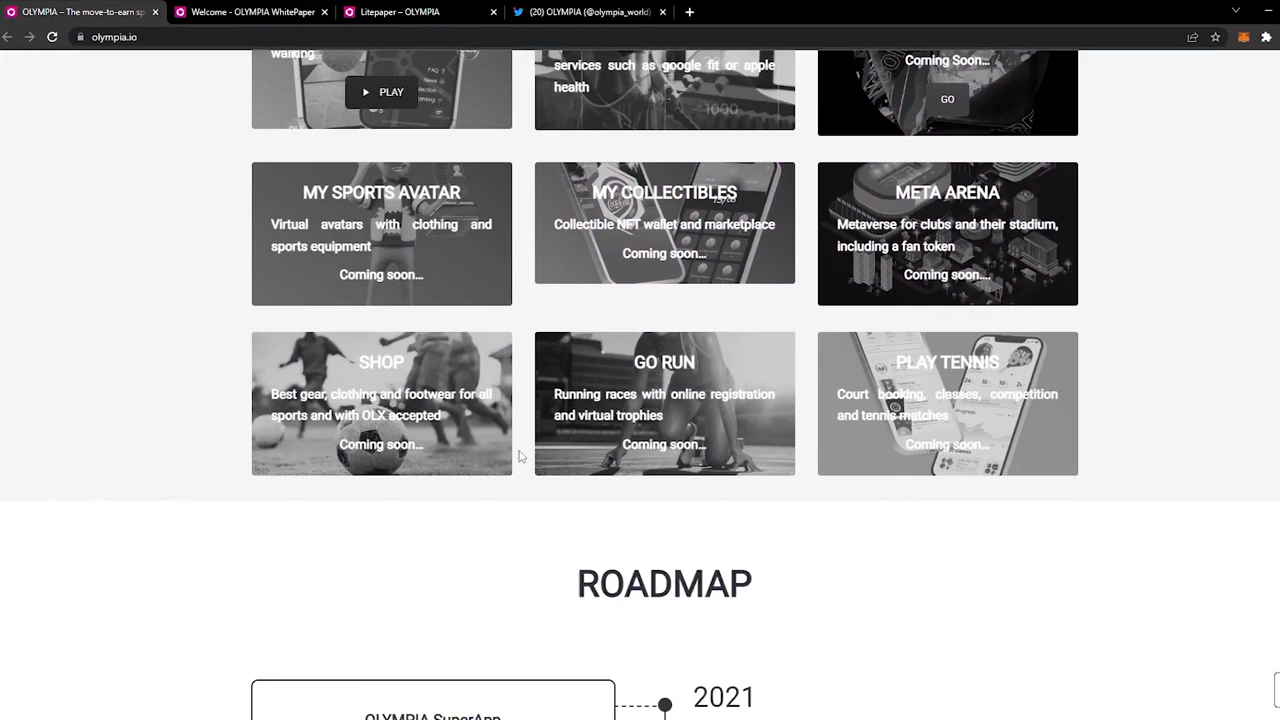 OLYMPIA – The move-to-earn sp
Welcome - OLYMPIA WhitePaper
Litepaper – OLYMPIA
(20) OLYMPIA (@olympia_world)
olympia.io
walking
PLAY
services such as google fit or apple
health
1000
Coming Soon...
GO
MY SPORTS AVATAR
Virtual avatars with clothing and
sports equipment
Coming soon...
MY COLLECTIBLES
Collectible NFT wallet and marketplace
Coming soon...
META ARENA
Metaverse for clubs and their stadium,
including a fan token
Coming soon....
SHOP
Best gear, clothing and footwear for all
sports and with OLX accepted
Coming soon...
GO RUN
Running races with online registration
and virtual trophies
Coming soon...
PLAY TENNIS
Court booking, classes, competition
and tennis matches
Coming soon...
ROADMAP
2021
OLYMPIA SuperApp